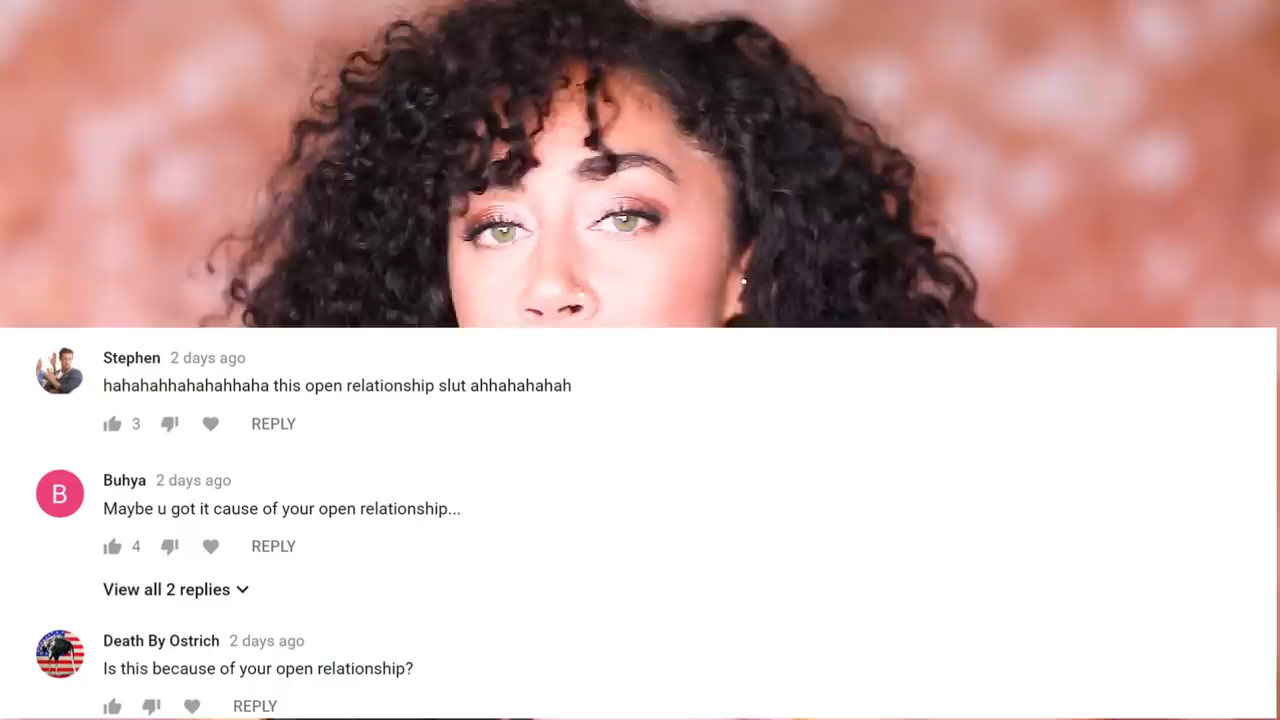 Stephen 2 days ago
hahahahhahahahhaha this open relationship slut ahhahahahah
3 REPLY
B
Buhya 2 days ago
Maybe u got it cause of your open relationship...
4 REPLY
View all 2 replies
Death By Ostrich 2 days ago
Is this because of your open relationship?
REPLY